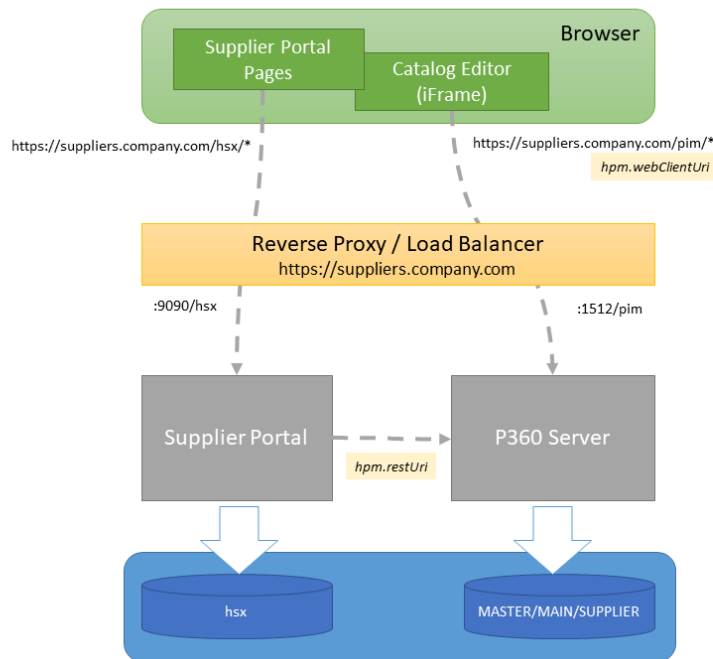 Browser
Supplier Portal
Pages
Catalog Editor
(iFrame)
https://suppliers.company.com/hsx/*
https://suppliers.company.com/pim/*
hpm.webClientUri
Reverse Proxy / Load Balancer
https://suppliers.company.com
:9090/hsx
:1512/pim
Supplier Portal
P360 Server
hpm.restUri
hsx
MASTER/MAIN/SUPPLIER